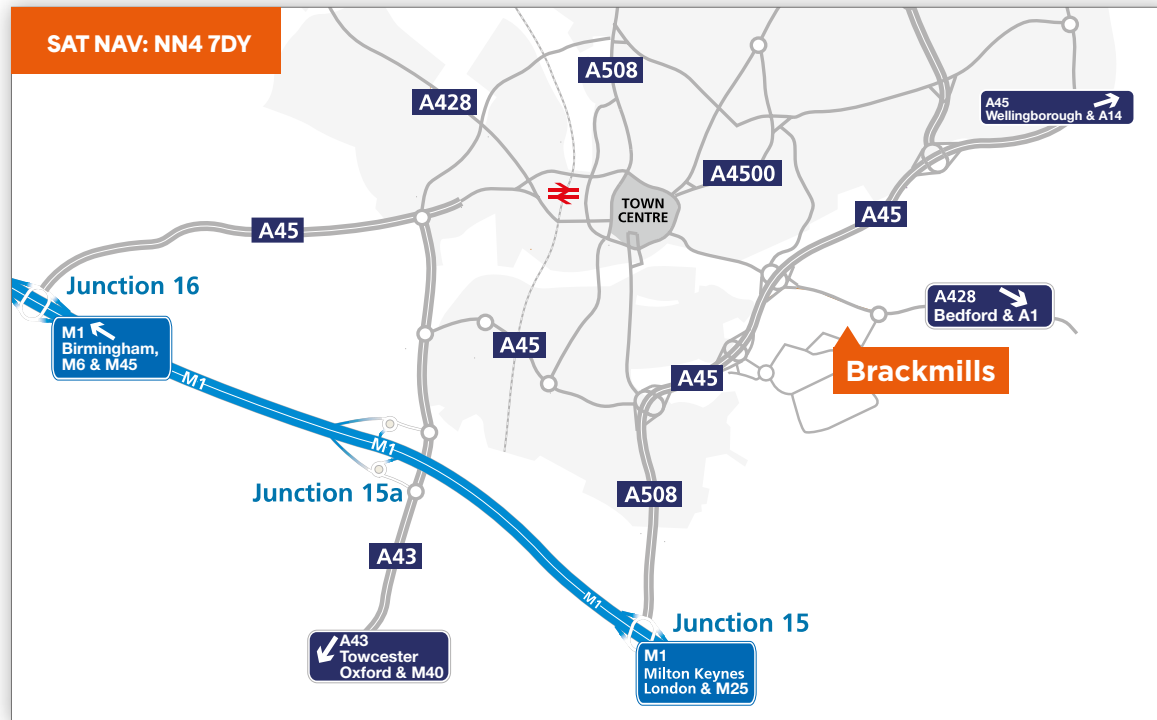 SAT NAV: NN4 7DY
A508
A428
A45
Wellingborough & A14
A4500
TOWN
CENTRE
A45
A45
Junction 16
A428
Bedford & A1
M1
Birmingham,
M6 & M45
A45
M1
A45
Brackmills
M1
Junction 15a
A508
A43
M1
Junction 15
A43
Towcester
Oxford & M40
M1
Milton Keynes
London & M25